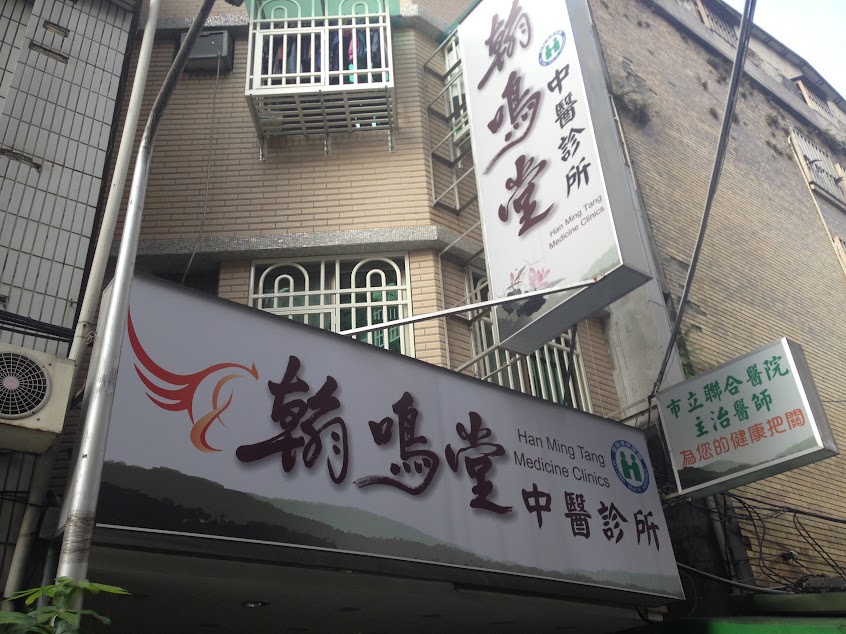 翰鳴堂
中醫診所
Han Ming Tang
Medicine Clinics
翰鳴堂
Han Ming Tang
Medicine Clinics
中醫診所
市立聯合醫院
主治醫師
為您的健康把關